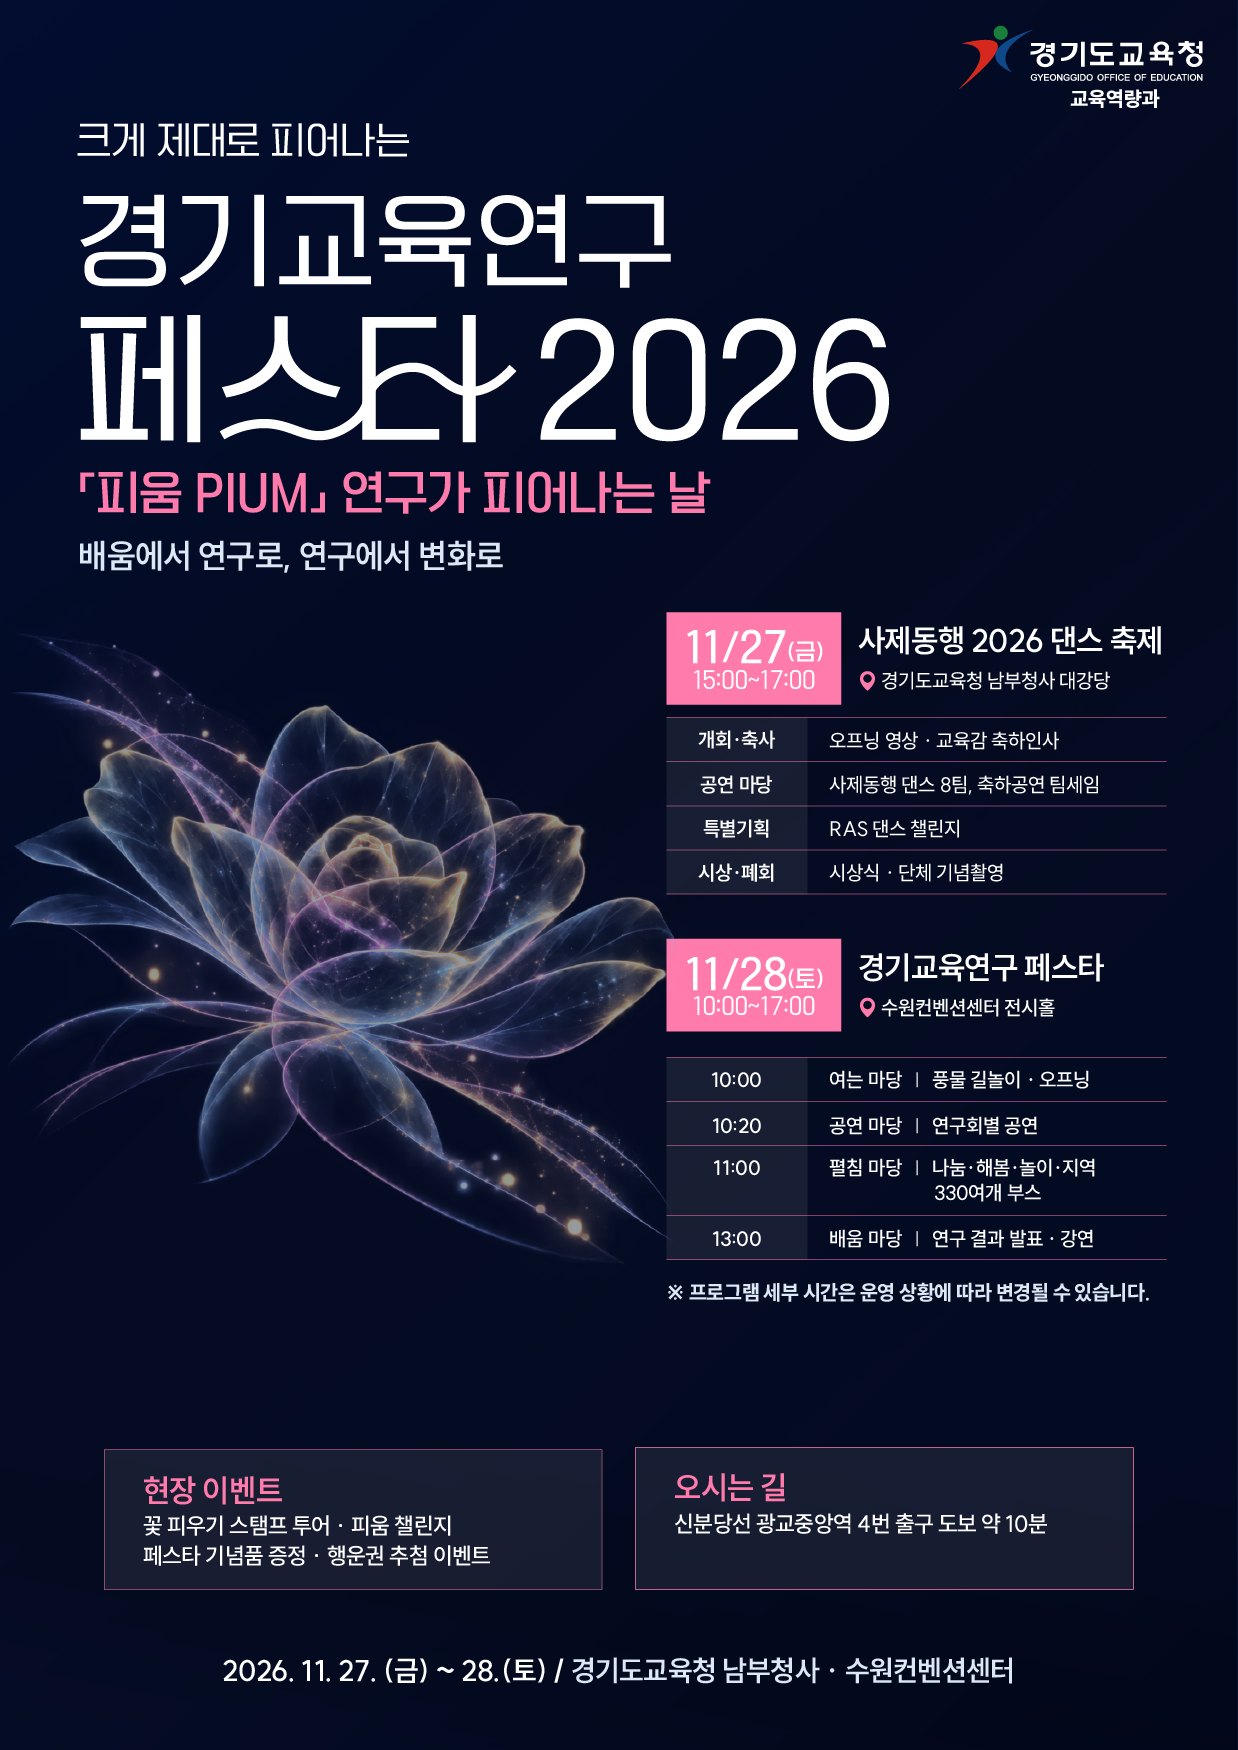 경기도교육청
GYEONGGIDO OFFICE OF EDUCATION
교육역량과
크게 제대로 피어나는
경기교육연구
페스타 2026
「피움 PIUM」 연구가 피어나는 날
배움에서 연구로, 연구에서 변화로
11/27(금)
15:00~17:00
사제동행 2026 댄스 축제
경기도교육청 남부청사 대강당
개회·축사 오프닝 영상 · 교육감 축하인사
공연 마당 사제동행 댄스 8팀, 축하공연 팀세임
특별기획 RAS 댄스 챌린지
시상·폐회 시상식 · 단체 기념촬영
11/28(토)
10:00~17:00
경기교육연구 페스타
수원컨벤션센터 전시홀
10:00 여는 마당 | 풍물 길놀이 · 오프닝
10:20 공연 마당 | 연구회별 공연
11:00 펼침 마당 | 나눔·해봄·놀이·지역
330여개 부스
13:00 배움 마당 | 연구 결과 발표 · 강연
※ 프로그램 세부 시간은 운영 상황에 따라 변경될 수 있습니다.
현장 이벤트
꽃 피우기 스탬프 투어 · 피움 챌린지
페스타 기념품 증정 · 행운권 추첨 이벤트
오시는 길
신분당선 광교중앙역 4번 출구 도보 약 10분
2026. 11. 27. (금) ~ 28.(토) / 경기도교육청 남부청사 · 수원컨벤션센터